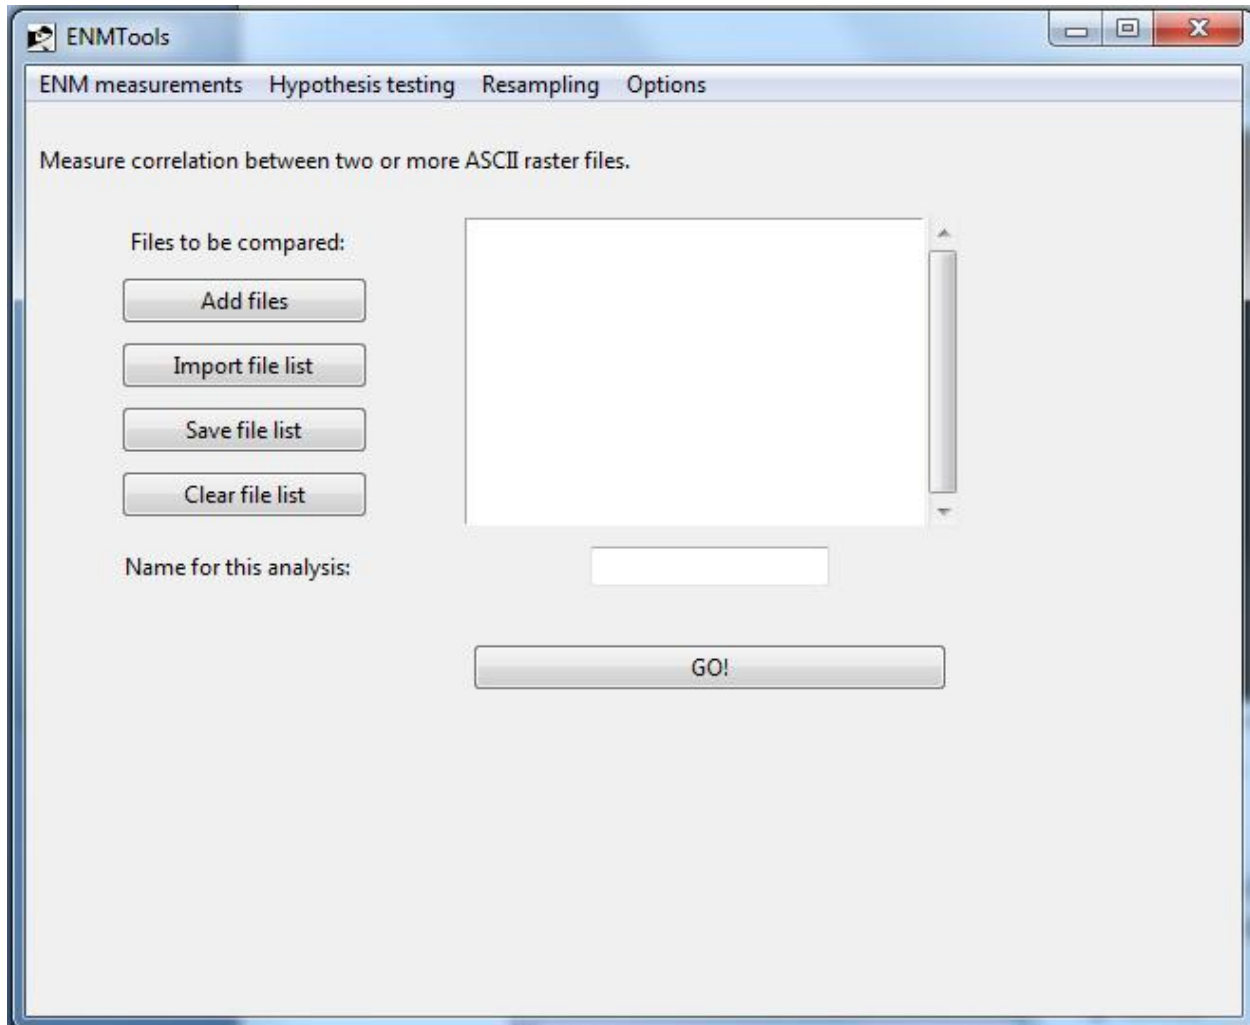 ENMTools
ENM measurements Hypothesis testing Resampling Options
Measure correlation between two or more ASCII raster files.
Files to be compared:
Add files
Import file list
Save file list
Clear file list
Name for this analysis:
GO!